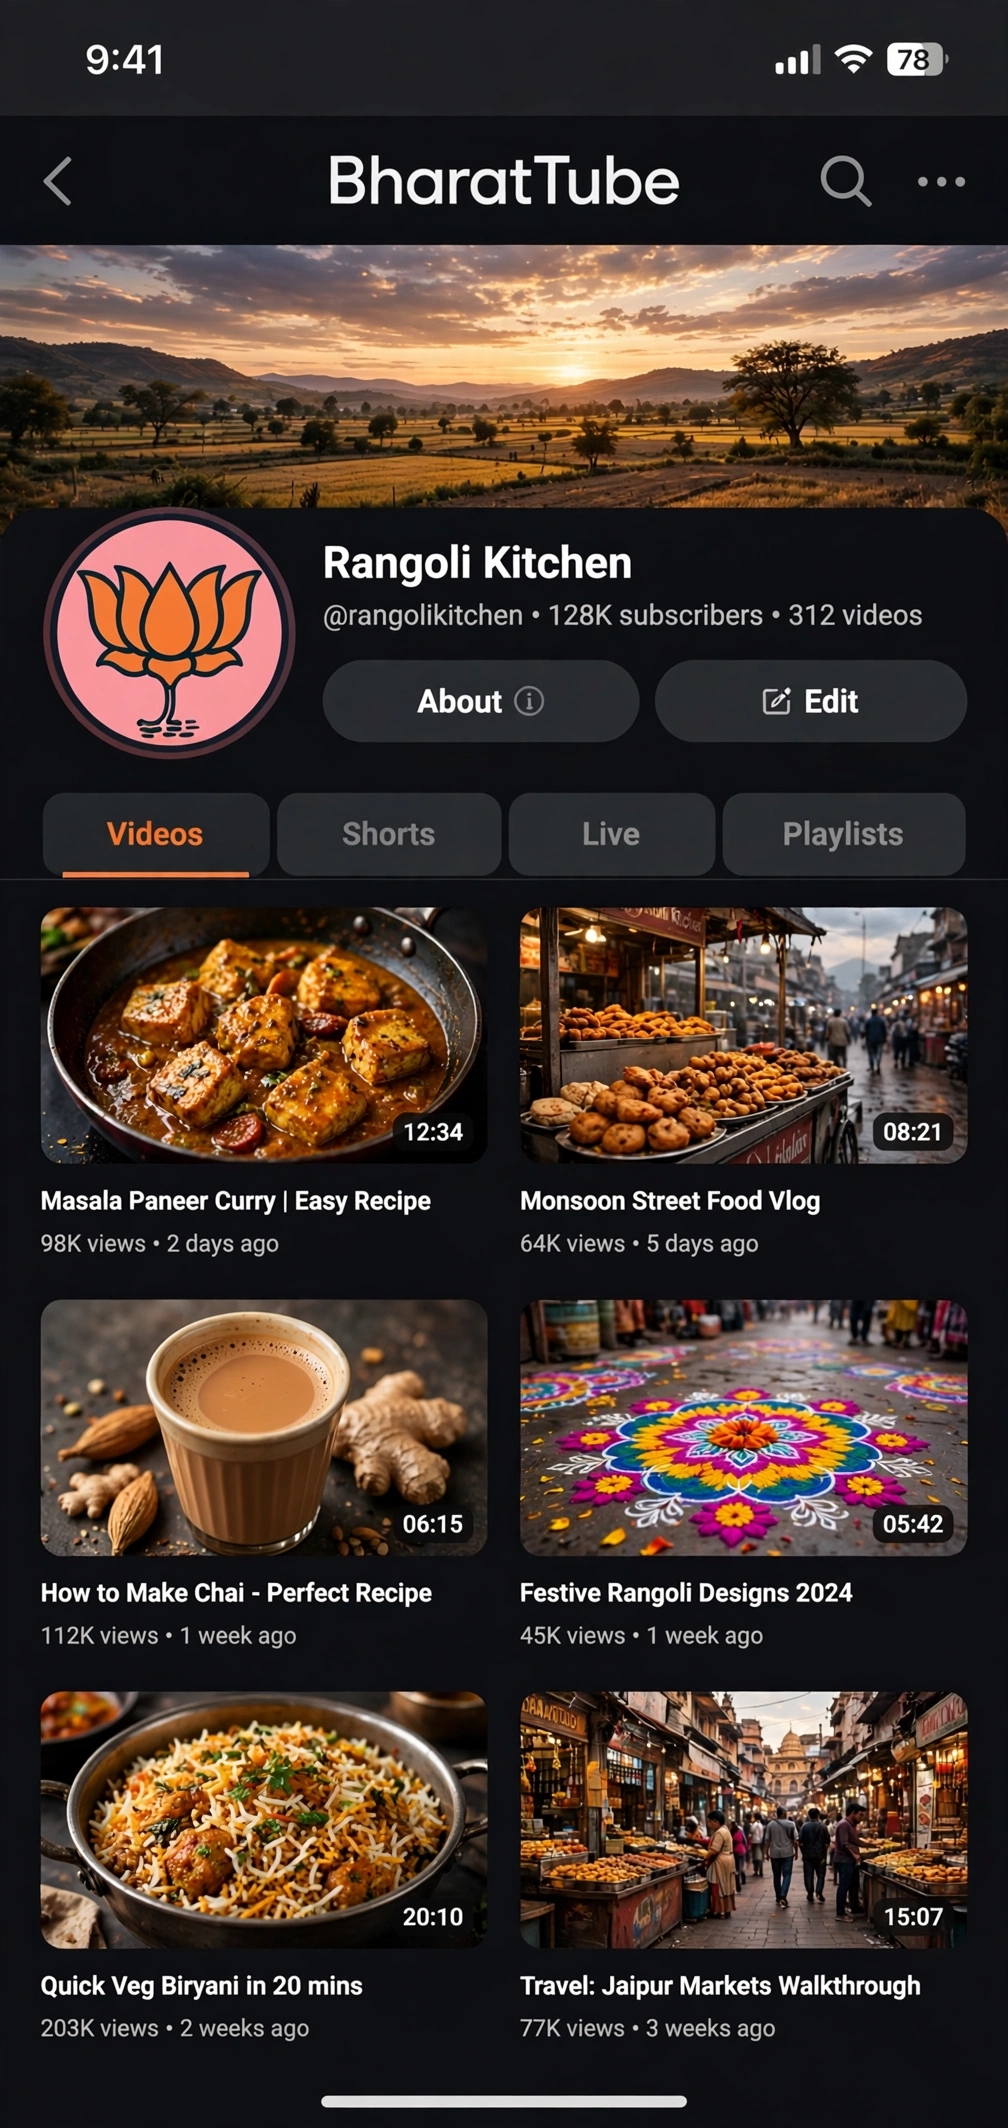 9:41
78
BharatTube
Rangoli Kitchen
@rangolikitchen • 128K subscribers • 312 videos
About
Edit
Videos
Shorts
Live
Playlists
12:34
08:21
Masala Paneer Curry | Easy Recipe
Monsoon Street Food Vlog
98K views • 2 days ago
64K views • 5 days ago
06:15
05:42
How to Make Chai - Perfect Recipe
Festive Rangoli Designs 2024
112K views • 1 week ago
45K views • 1 week ago
20:10
15:07
Quick Veg Biryani in 20 mins
Travel: Jaipur Markets Walkthrough
203K views • 2 weeks ago
77K views • 3 weeks ago